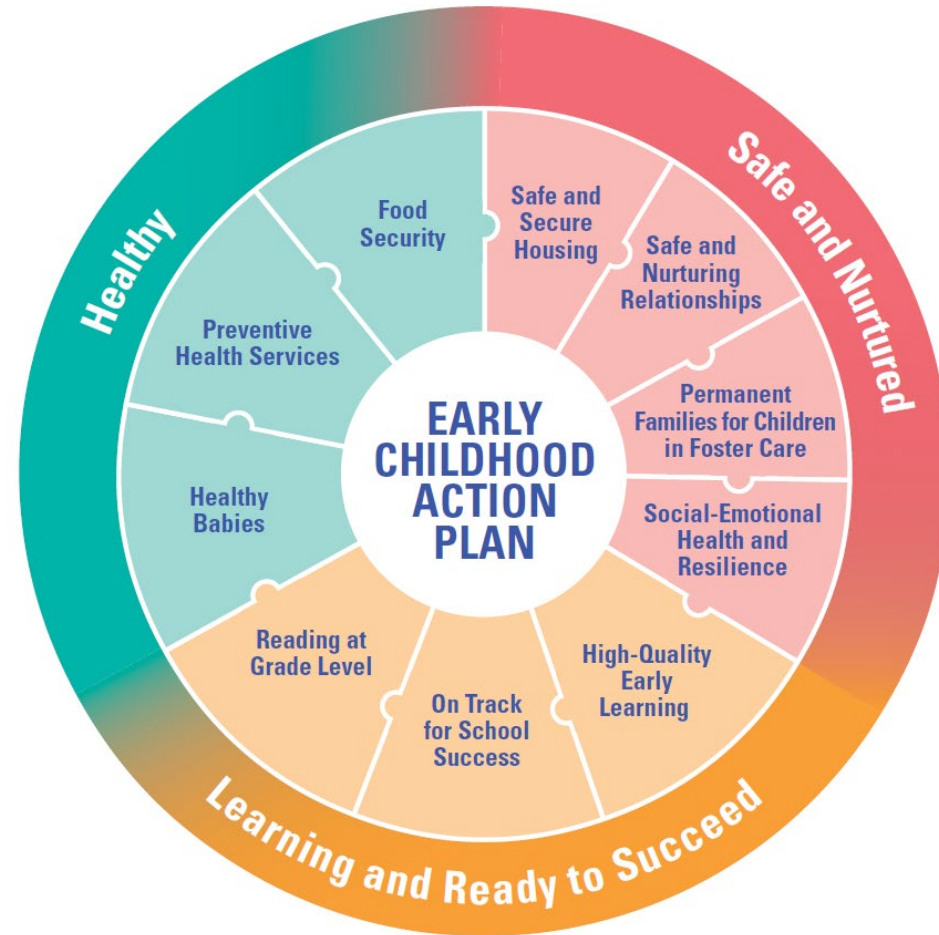 Healthy
Safe and Nurtured
Learning and Ready to Succeed
EARLY
CHILDHOOD
ACTION
PLAN
Food
Security
Safe and
Secure
Housing
Safe and
Nurturing
Relationships
Permanent
Families for Children
in Foster Care
Social-Emotional
Health and
Resilience
High-Quality
Early
Learning
On Track
for School
Success
Reading at
Grade Level
Healthy
Babies
Preventive
Health Services